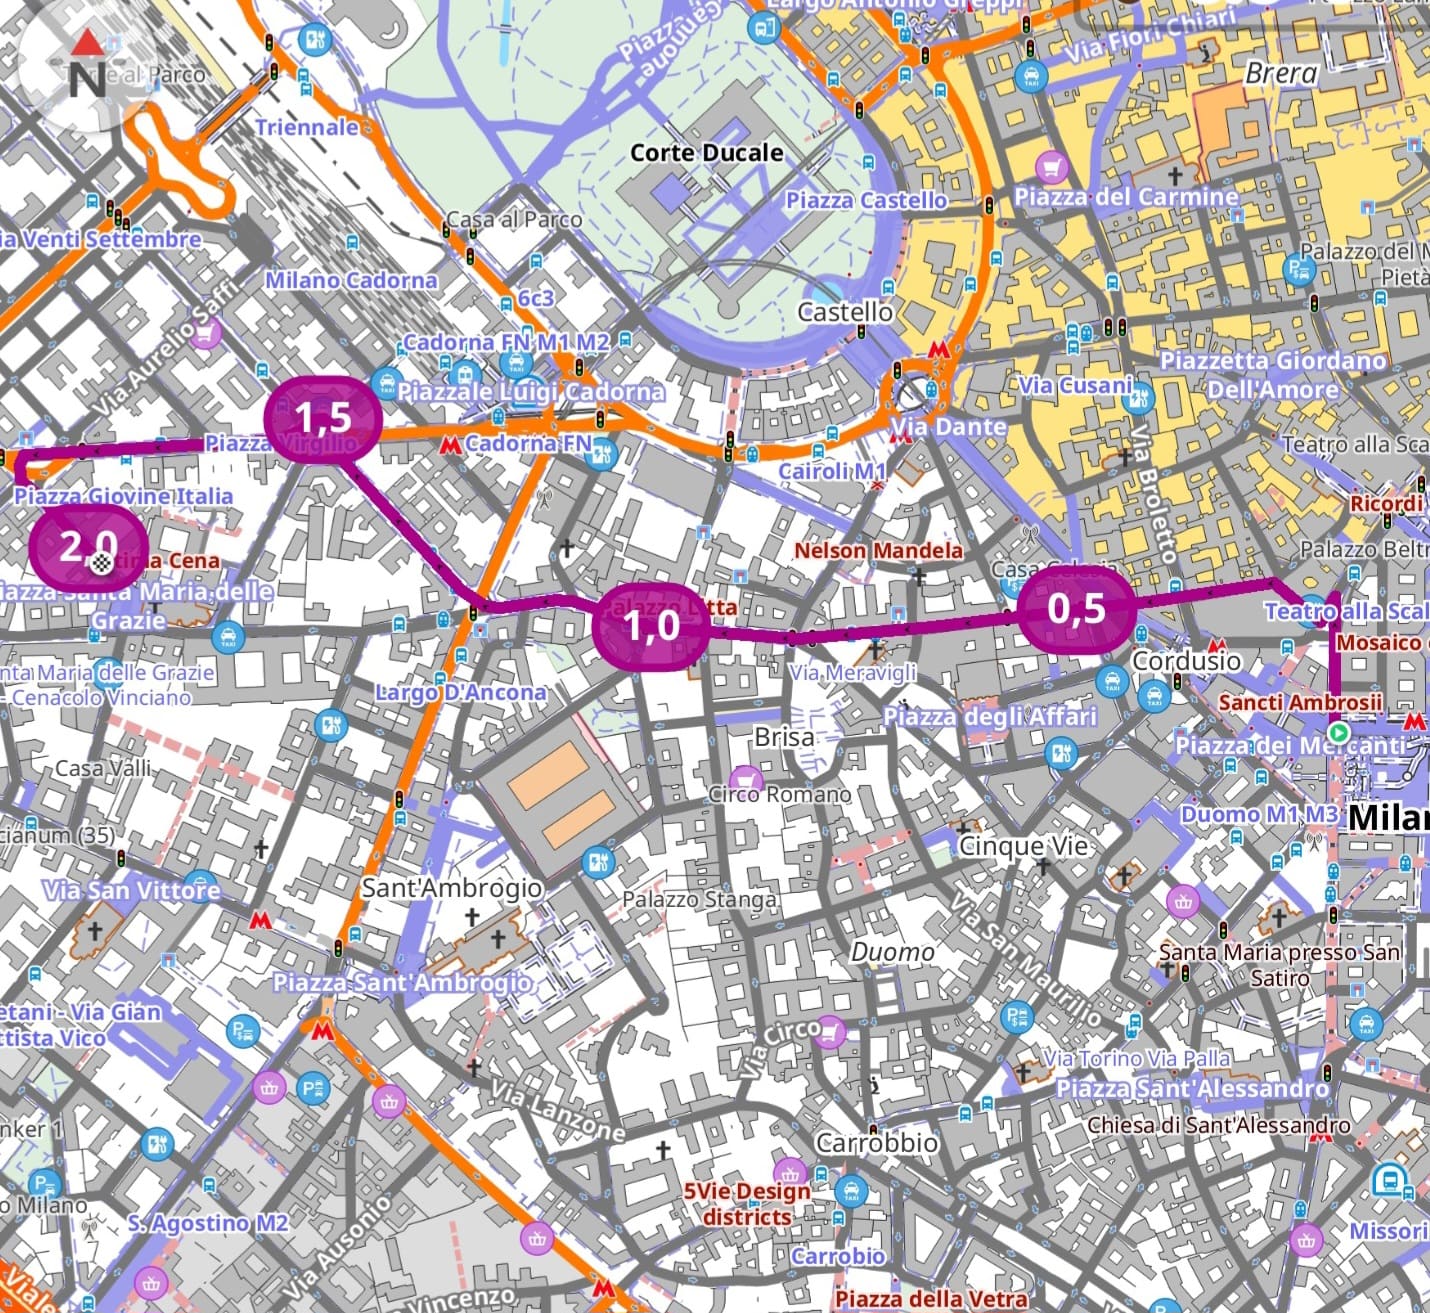 Largo Antonio Greppi
Via Fiori Chiari
Piazza
Cannone
al Parco
N
Brera
Triennale
Corte Ducale
Piazza Castello
Piazza del Carmine
Casa al Parco
ia Venti Settembre
Palazzo del M
Pietà
Milano Cadorna
6c3
Castello
Via Aurelio Saffi
Cadorna FN M1 M2
Piazzetta Giordano
Dell'Amore
Piazzale Luigi Cadorna
Via Cusani
1,5
Via Dante
Piazza Virgilio
Cadorna FN
Teatro alla Sca
Cairoli M1
Via Broletto
Piazza Giovine Italia
Ricordi
2,0
Nelson Mandela
Palazzo Beltr
ma Cena
Casa
iazza Santa Maria delle
Grazie
0,5
alazzo Litta
1,0
Teatro alla Scal
Mosaico
nta Maria delle Grazie
- Cenacolo Vinciano
Via Meravigli
Cordusio
Largo D'Ancona
Sancti Ambrosii
Piazza degli Affari
Brisa
Piazza dei Mercanti
Casa Valli
Circo Romano
Duomo M1 M3
Milan
cianum (35)
Cinque Vie
Via San Vittore
Sant'Ambrogio
Palazzo Stanga
Via San Maurilio
Duomo
Santa Maria presso San
Satiro
Piazza Sant'Ambrogio
etani - Via Gian
ttista Vico
Via Circo
Via Torino Via Palla
Piazza Sant'Alessandro
Via Lanzone
nker 1
Chiesa di Sant'Alessandro
Carrobbio
o Milano
5Vie Design
districts
S. Agostino M2
Via Ausonio
Missori
Carrobio
Viale
Vincenzo
Piazza della Vetra